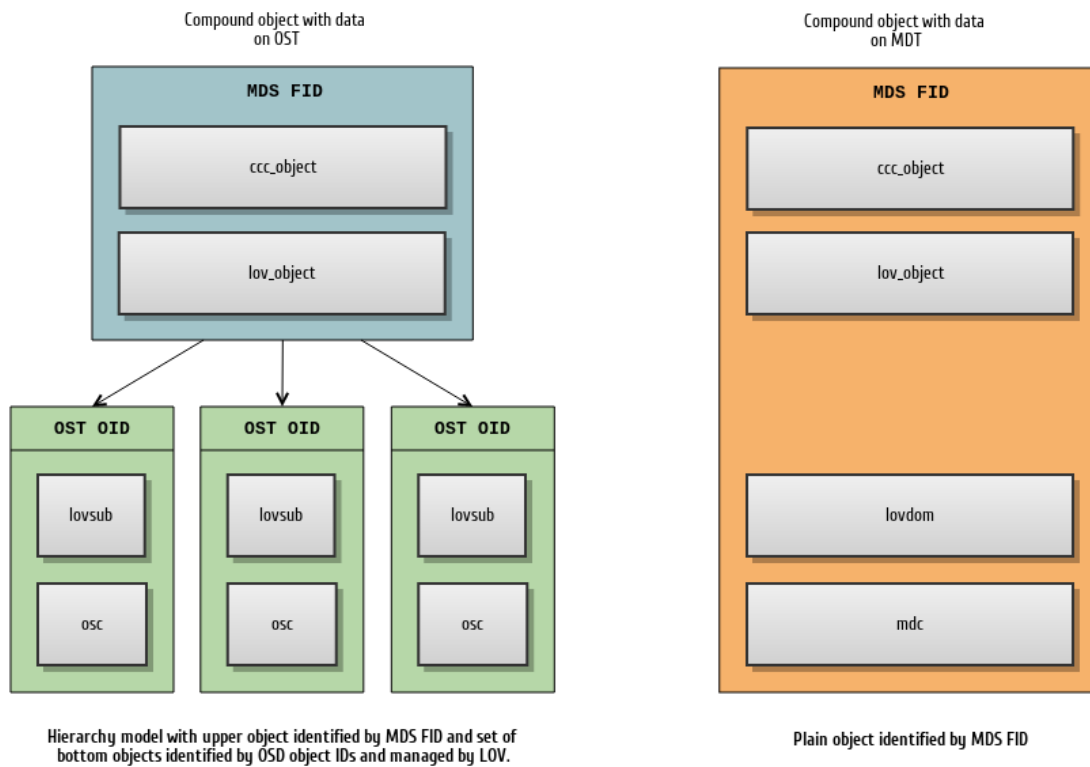 Compound object with data
on OST
MDS FID
ccc_object
lov_object
OST OID
OST OID
OST OID
lovsub
lovsub
lovsub
osc
osc
osc
Hierarchy model with upper object identified by MDS FID and set of
bottom objects identified by OSD object IDs and managed by LOV.
Compound object with data
on MDT
MDS FID
ccc_object
lov_object
lovdom
mdc
Plain object identified by MDS FID